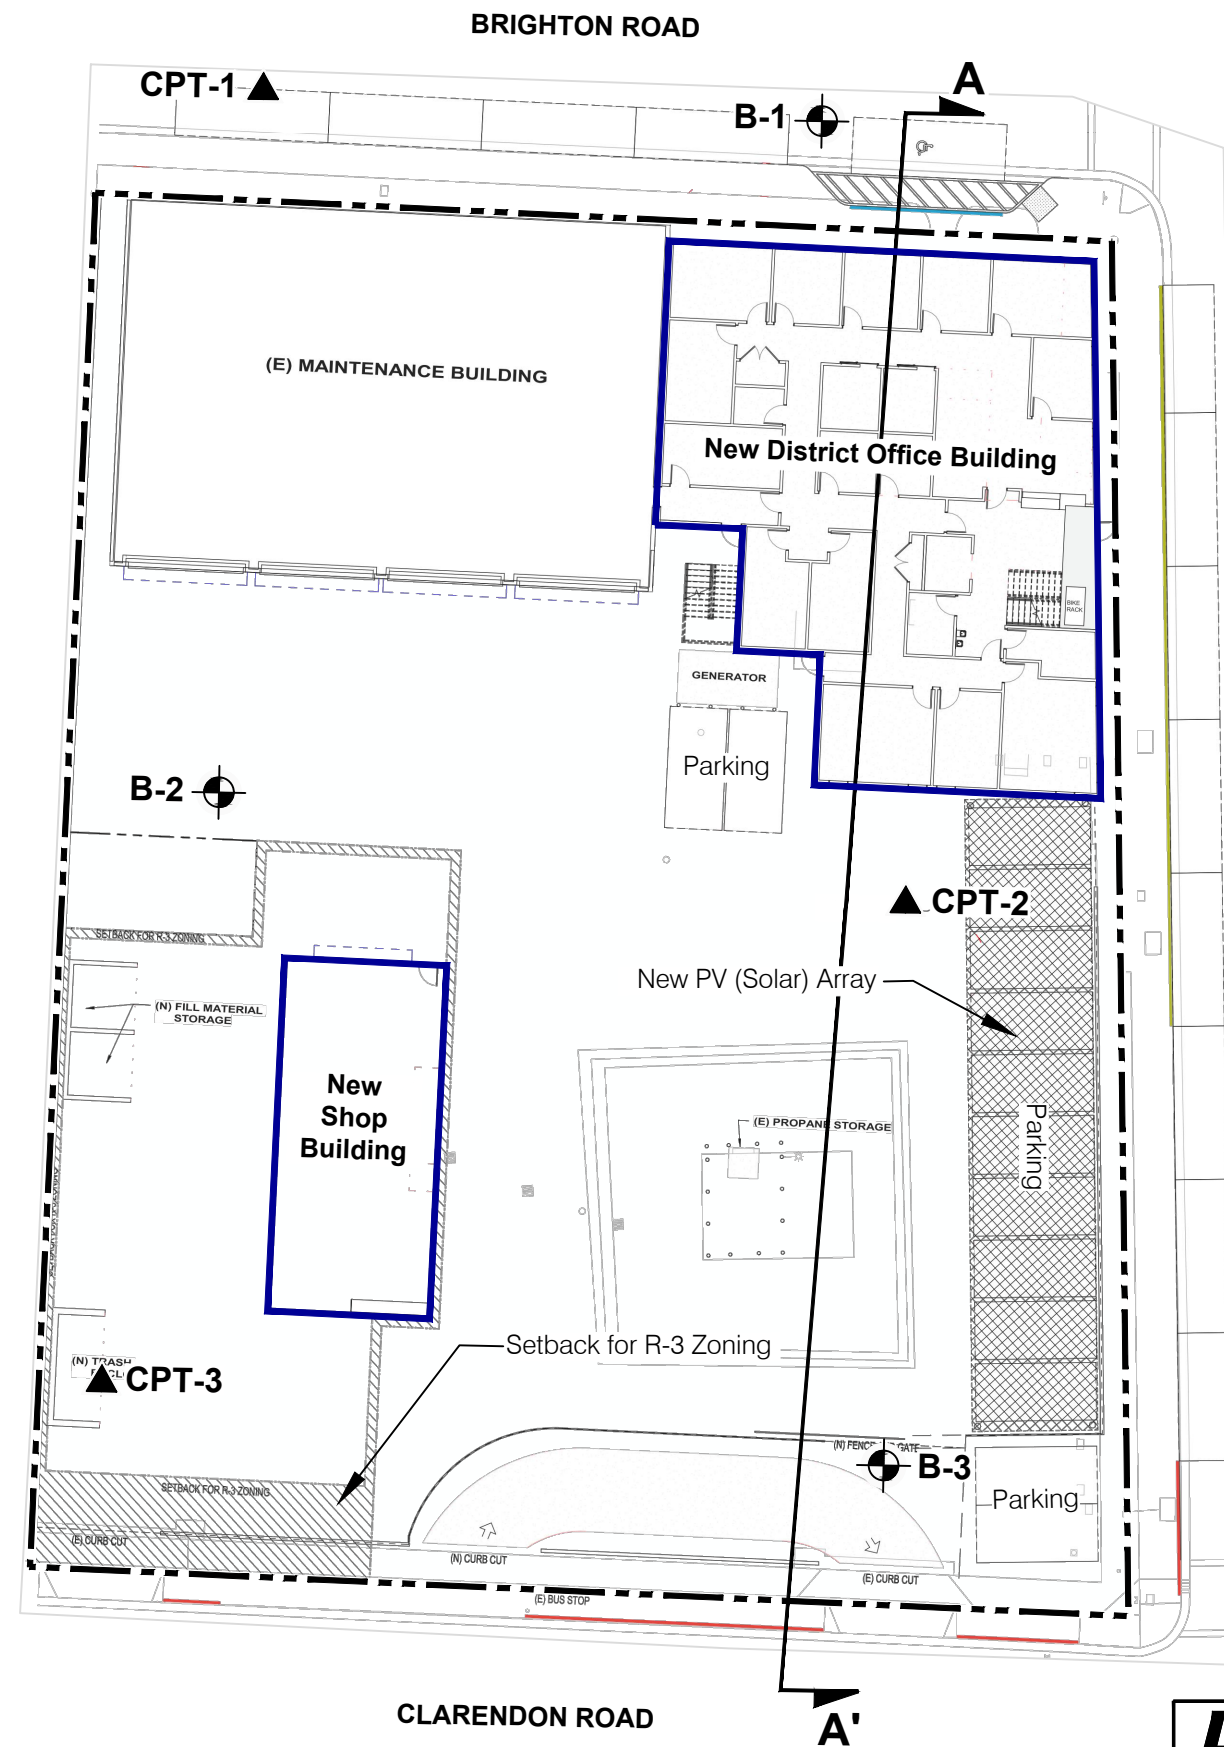 BRIGHTON ROAD
CPT-1
A
B-1
(E) MAINTENANCE BUILDING
New District Office Building
BIKE
RACK
GENERATOR
Parking
B-2
CPT-2
SETBACK FOR R-3 ZONING
New PV (Solar) Array
(N) FILL MATERIAL
STORAGE
New
Shop
Building
(E) PROPANE STORAGE
Parking
Setback for R-3 Zoning
(N) TRASH
CPT-3
(N) FENCE GATE
B-3
SETBACK FOR R-3 ZONING
Parking
(E) CURB CUT
(N) CURB CUT
(E) CURB CUT
(E) BUS STOP
CLARENDON ROAD
A'